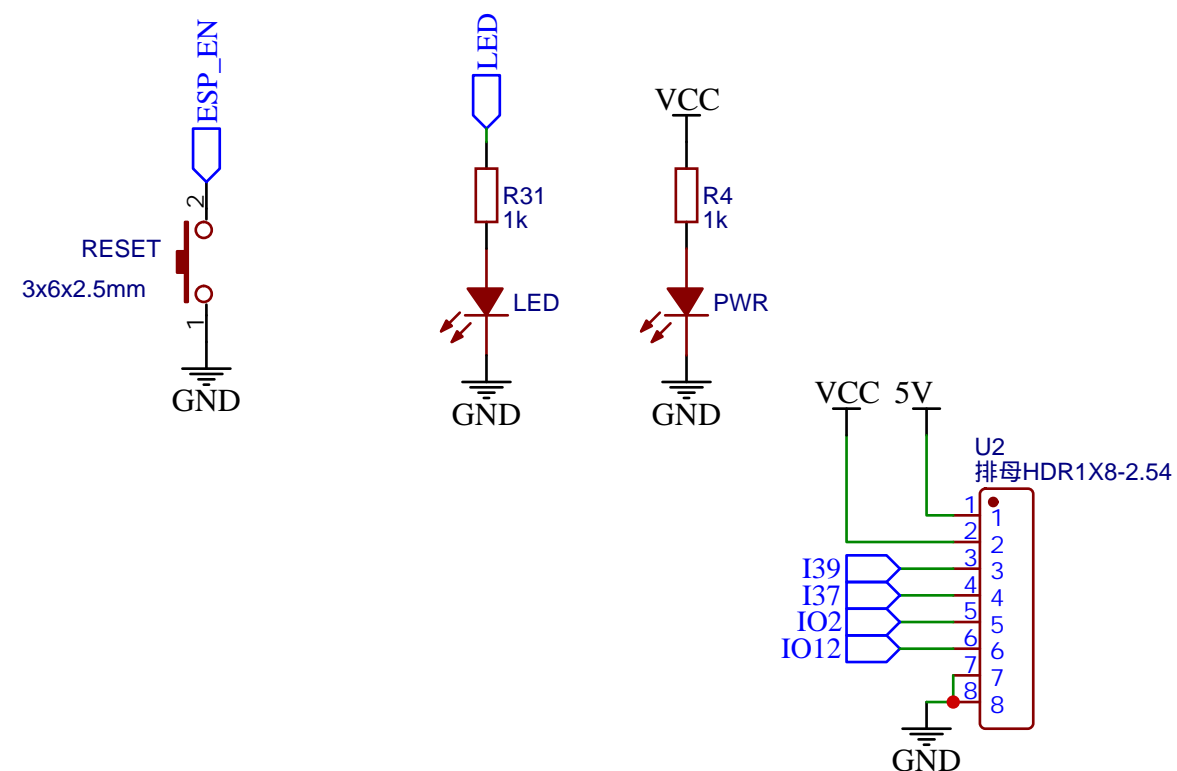 ESP_EN
2
RESET
3x6x2.5mm
1
GND
LED
R31
1k
LED
GND
VCC
R4
1k
PWR
GND
VCC 5V
U2
排母HDR1X8-2.54
1 1
2 2
I39 3 3
I37 4 4
IO2 5 5
IO12 6 6
7 7
8 8
GND